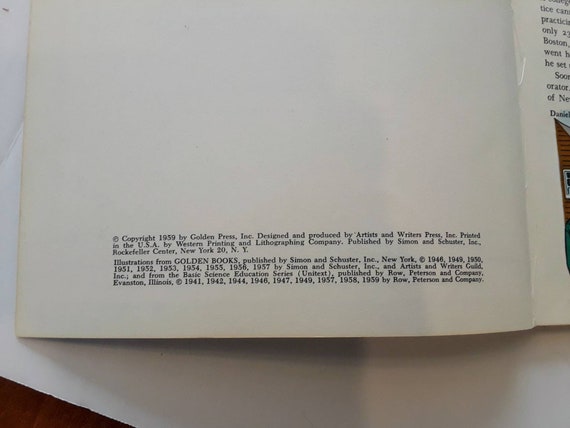 © Copyright 1959 by Golden Press, Inc. Designed and produced by Artists and Writers Press, Inc. Printed
in the U.S.A. by Western Printing and Lithographing Company. Published by Simon and Schuster, Inc.,
Rockefeller Center, New York 20, N. Y.
Illustrations from GOLDEN BOOKS, published by Simon and Schuster, Inc., New York, © 1946, 1949, 1950,
1951, 1952, 1953, 1954, 1955, 1956, 1957 by Simon and Schuster, Inc., and Artists and Writers Guild,
Inc.; and from the Basic Science Education Series (Unitext), published by Row, Peterson and Company,
Evanston, Illinois, © 1941, 1942, 1944, 1946, 1947, 1949, 1957, 1958, 1959 by Row, Peterson and Company.
tice
only 23
Boston,
went
he set
Soon
orator
of
Daniel